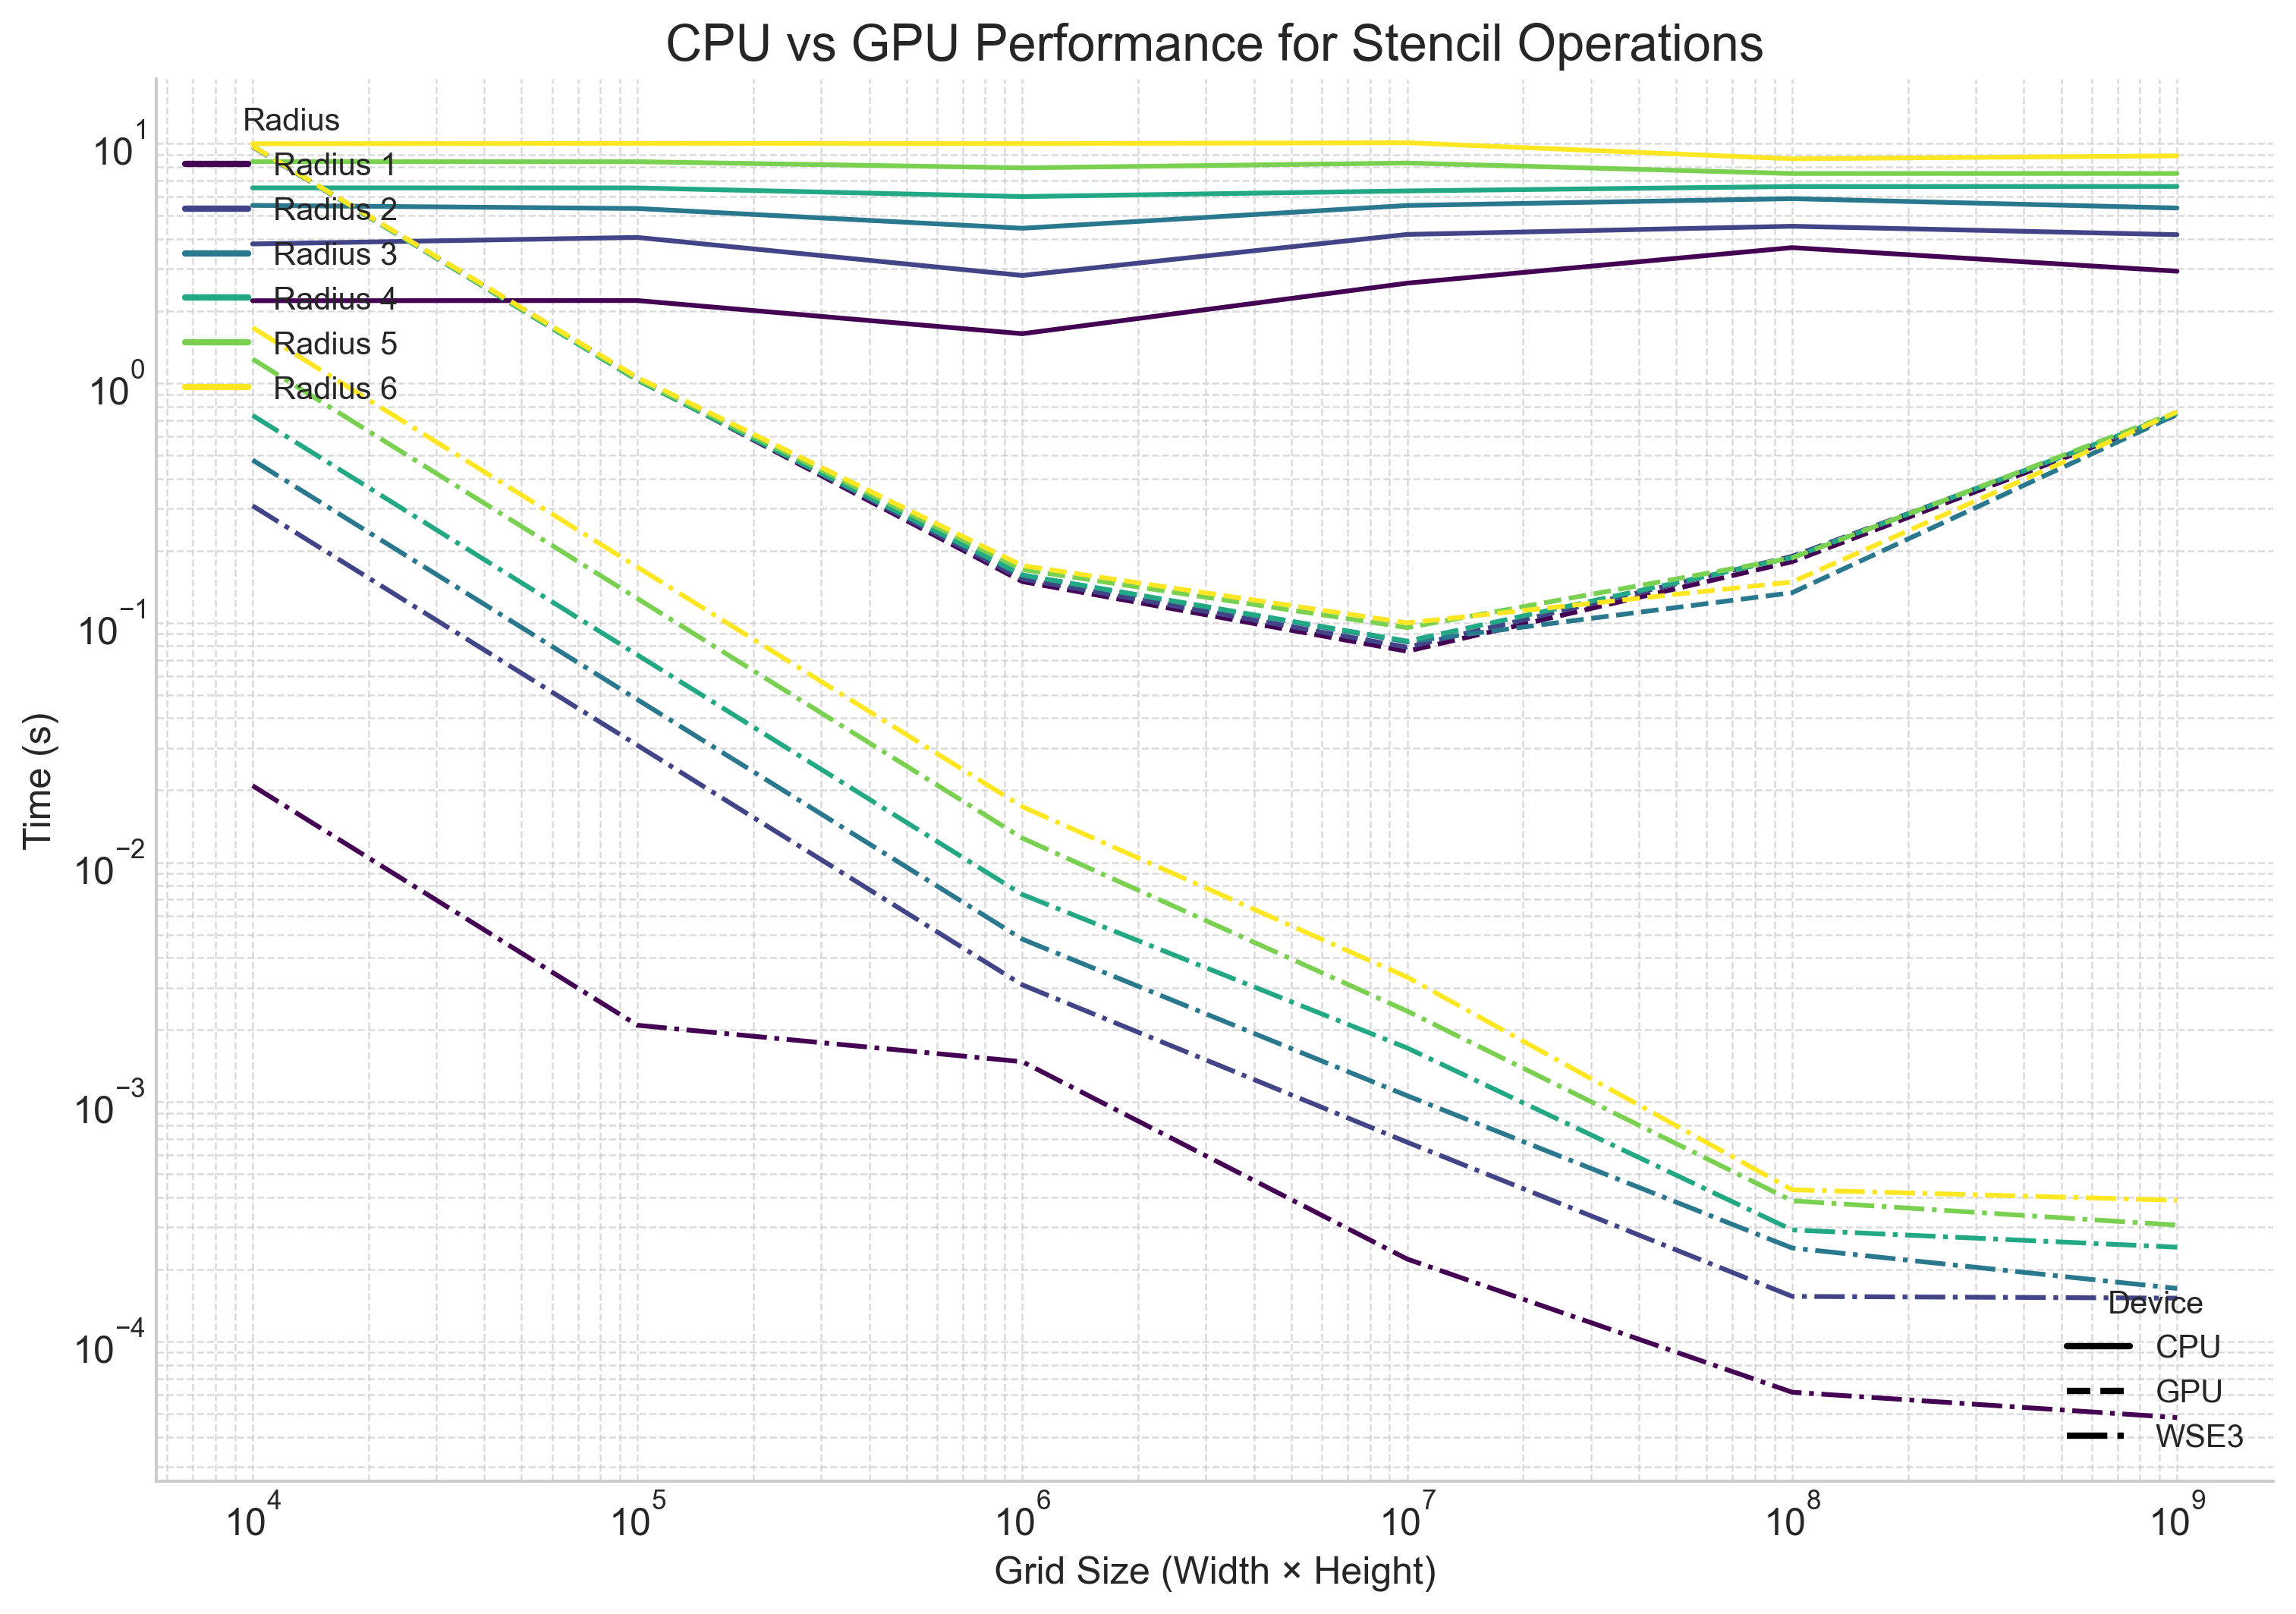 CPU vs GPU Performance for Stencil Operations
Radius
Radius 1
Radius 2
Radius 3
Radius 4
Radius 5
Radius 6
10^1
10^0
10^−1
10^−2
10^−3
10^−4
Time (s)
Device
CPU
GPU
WSE3
10^4 10^5 10^6 10^7 10^8 10^9
Grid Size (Width × Height)